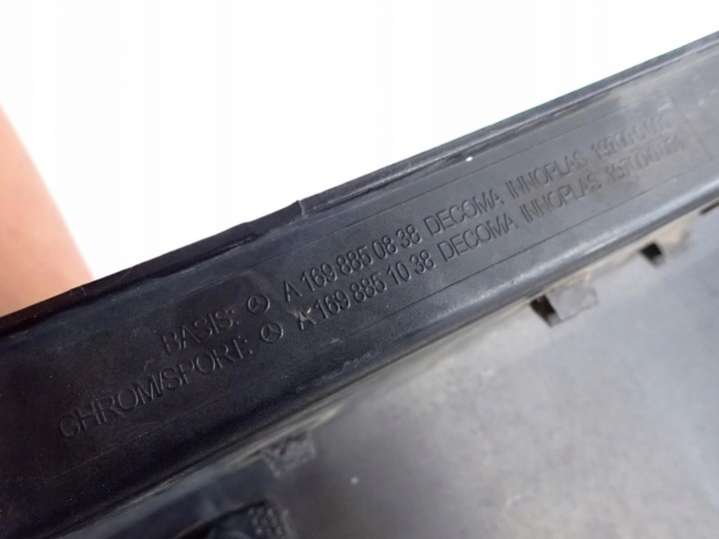 BASIS: A 169 885 08 38 DECOMA INNOPLAS
CHROM/SPORT: A 169 885 10 38 DECOMA INNOPLAS